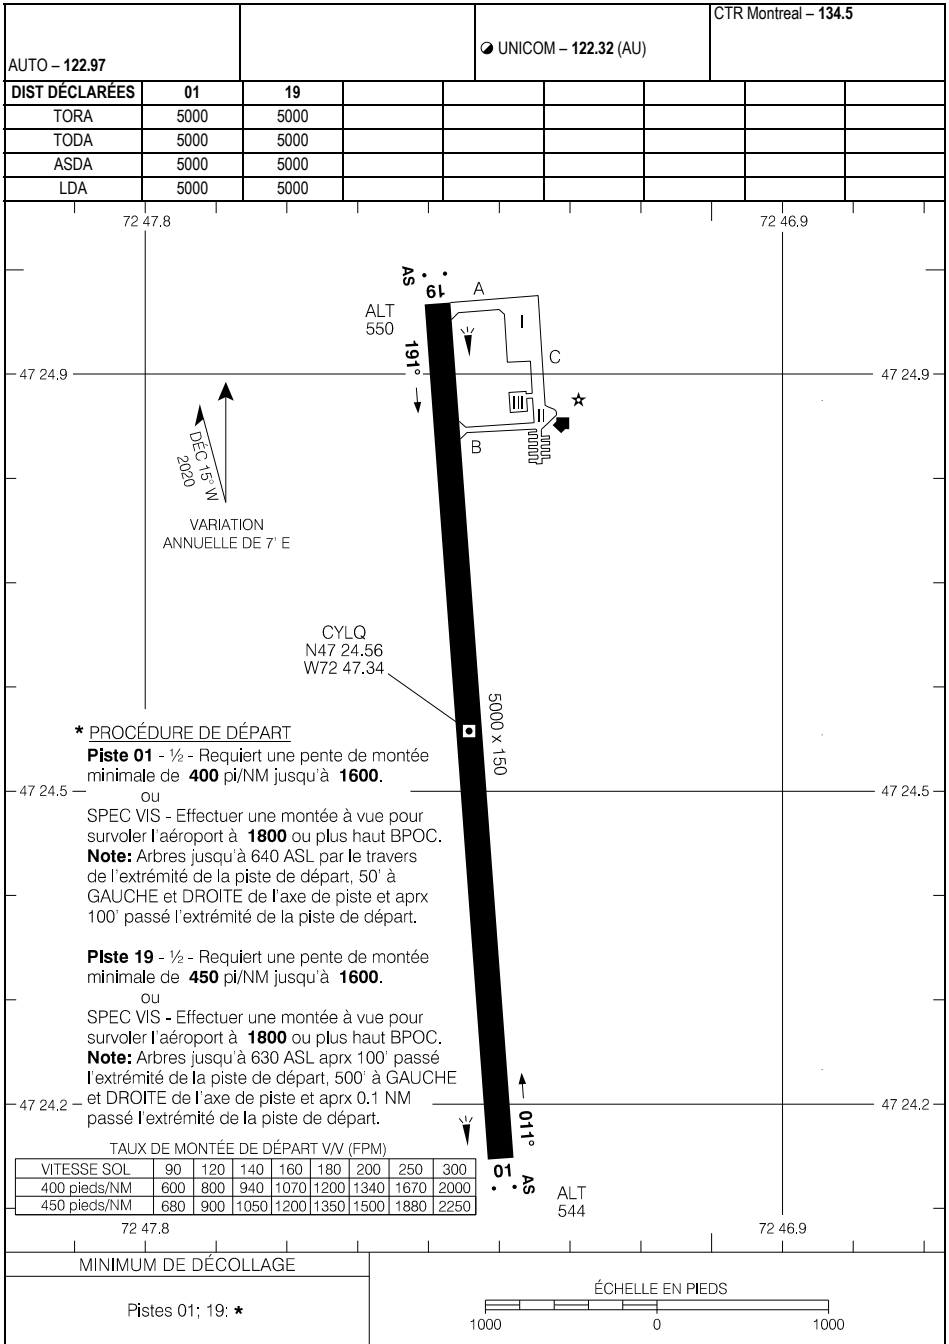 CTR Montreal – 134.5
UNICOM – 122.32 (AU)
AUTO – 122.97
DIST DÉCLARÉES 01 19
TORA 5000 5000
TODA 5000 5000
ASDA 5000 5000
LDA 5000 5000
72 47.8 72 46.9
AS
19
A
ALT
550
I
191°
C
47 24.9 47 24.9
III
II
B
DÉC 15° W
2020
VARIATION
ANNUELLE DE 7' E
CYLQ
N47 24.56
W72 47.34
5000 x 150
* PROCÉDURE DE DÉPART
Piste 01 - ½ - Requiert une pente de montée
minimale de 400 pi/NM jusqu'à 1600.
47 24.5 47 24.5
ou
SPEC VIS - Effectuer une montée à vue pour
survoler l'aéroport à 1800 ou plus haut BPOC.
Note: Arbres jusqu'à 640 ASL par le travers
de l'extrémité de la piste de départ, 50' à
GAUCHE et DROITE de l'axe de piste et aprx
100' passé l'extrémité de la piste de départ.
Piste 19 - ½ - Requiert une pente de montée
minimale de 450 pi/NM jusqu'à 1600.
ou
SPEC VIS - Effectuer une montée à vue pour
survoler l'aéroport à 1800 ou plus haut BPOC.
Note: Arbres jusqu'à 630 ASL aprx 100' passé
l'extrémité de la piste de départ, 500' à GAUCHE
et DROITE de l'axe de piste et aprx 0.1 NM
passé l'extrémité de la piste de départ.
47 24.2 47 24.2
011°
01
AS
ALT
544
TAUX DE MONTÉE DE DÉPART V/V (FPM)
VITESSE SOL 90 120 140 160 180 200 250 300
400 pieds/NM 600 800 940 1070 1200 1340 1670 2000
450 pieds/NM 680 900 1050 1200 1350 1500 1880 2250
72 47.8 72 46.9
MINIMUM DE DÉCOLLAGE
Pistes 01; 19: *
ÉCHELLE EN PIEDS
1000 0 1000